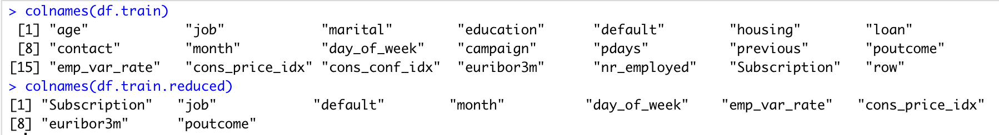 > colnames(df.train)
 [1] "age"            "job"            "marital"        "education"      "default"        "housing"        "loan"
 [8] "contact"        "month"          "day_of_week"    "campaign"       "pdays"          "previous"       "poutcome"
[15] "emp_var_rate"   "cons_price_idx" "cons_conf_idx"  "euribor3m"      "nr_employed"    "Subscription"   "row"
> colnames(df.train.reduced)
[1] "Subscription"   "job"            "default"        "month"          "day_of_week"    "emp_var_rate"   "cons_price_idx"
[8] "euribor3m"      "poutcome"